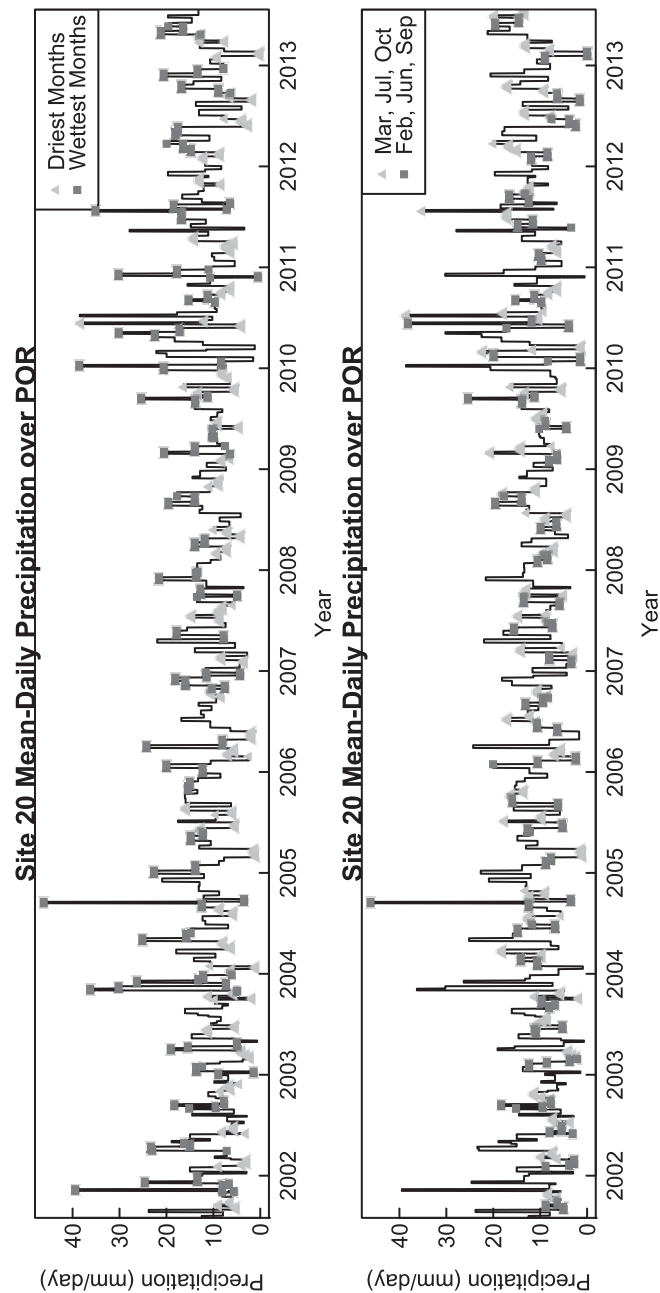 Site 20 Mean-Daily Precipitation over POR
Driest Months
Wettest Months
Precipitation (mm/day)
40
30
20
10
0
2002 2003 2004 2005 2006 2007 2008 2009 2010 2011 2012 2013
Year
Site 20 Mean-Daily Precipitation over POR
Mar, Jul, Oct
Feb, Jun, Sep
Precipitation (mm/day)
40
30
20
10
0
2002 2003 2004 2005 2006 2007 2008 2009 2010 2011 2012 2013
Year